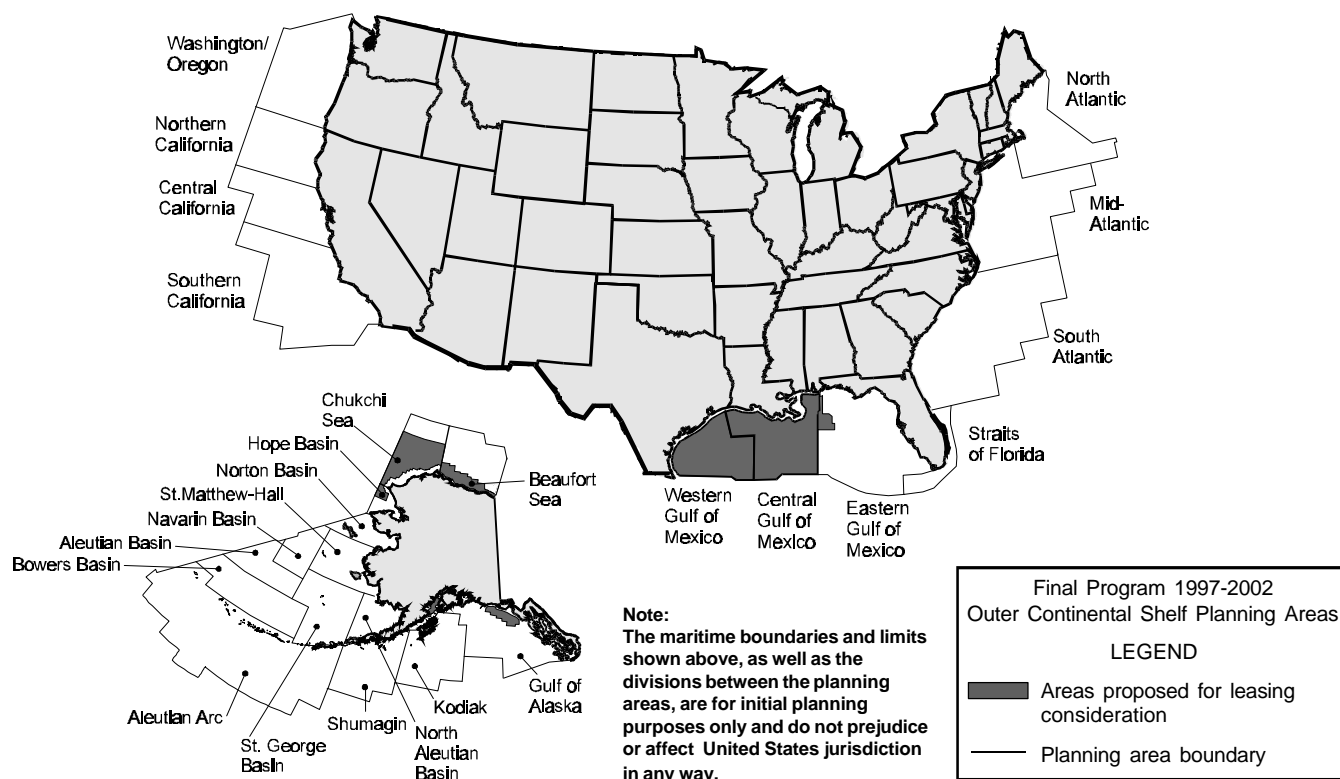 Washington/
Oregon
Northern
California
Central
California
Southern
California
North
Atlantic
Mid-
Atlantic
South
Atlantic
Straits
of Florida
Western
Gulf of
Mexico
Central
Gulf of
Mexico
Eastern
Gulf of
Mexico
Chukchi
Sea
Hope Basin
Norton Basin
St.Matthew-Hall
Navarin Basin
Aleutian Basin
Bowers Basin
Beaufort
Sea
Aleutian Arc
St. George
Basin
Shumagin
North
Aleutian
Basin
Kodiak
Gulf of
Alaska
Note:
The maritime boundaries and limits
shown above, as well as the
divisions between the planning
areas, are for initial planning
purposes only and do not prejudice
or affect United States jurisdiction
in any way.
Final Program 1997-2002
Outer Continental Shelf Planning Areas
LEGEND
Areas proposed for leasing
consideration
Planning area boundary